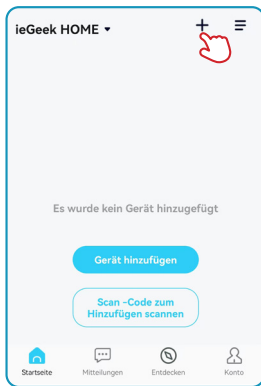 ieGeek HOME
Es wurde kein Gerät hinzugefügt
Gerät hinzufügen
Scan -Code zum
Hinzufügen scannen
Startseite Mitteilungen Entdecken Konto